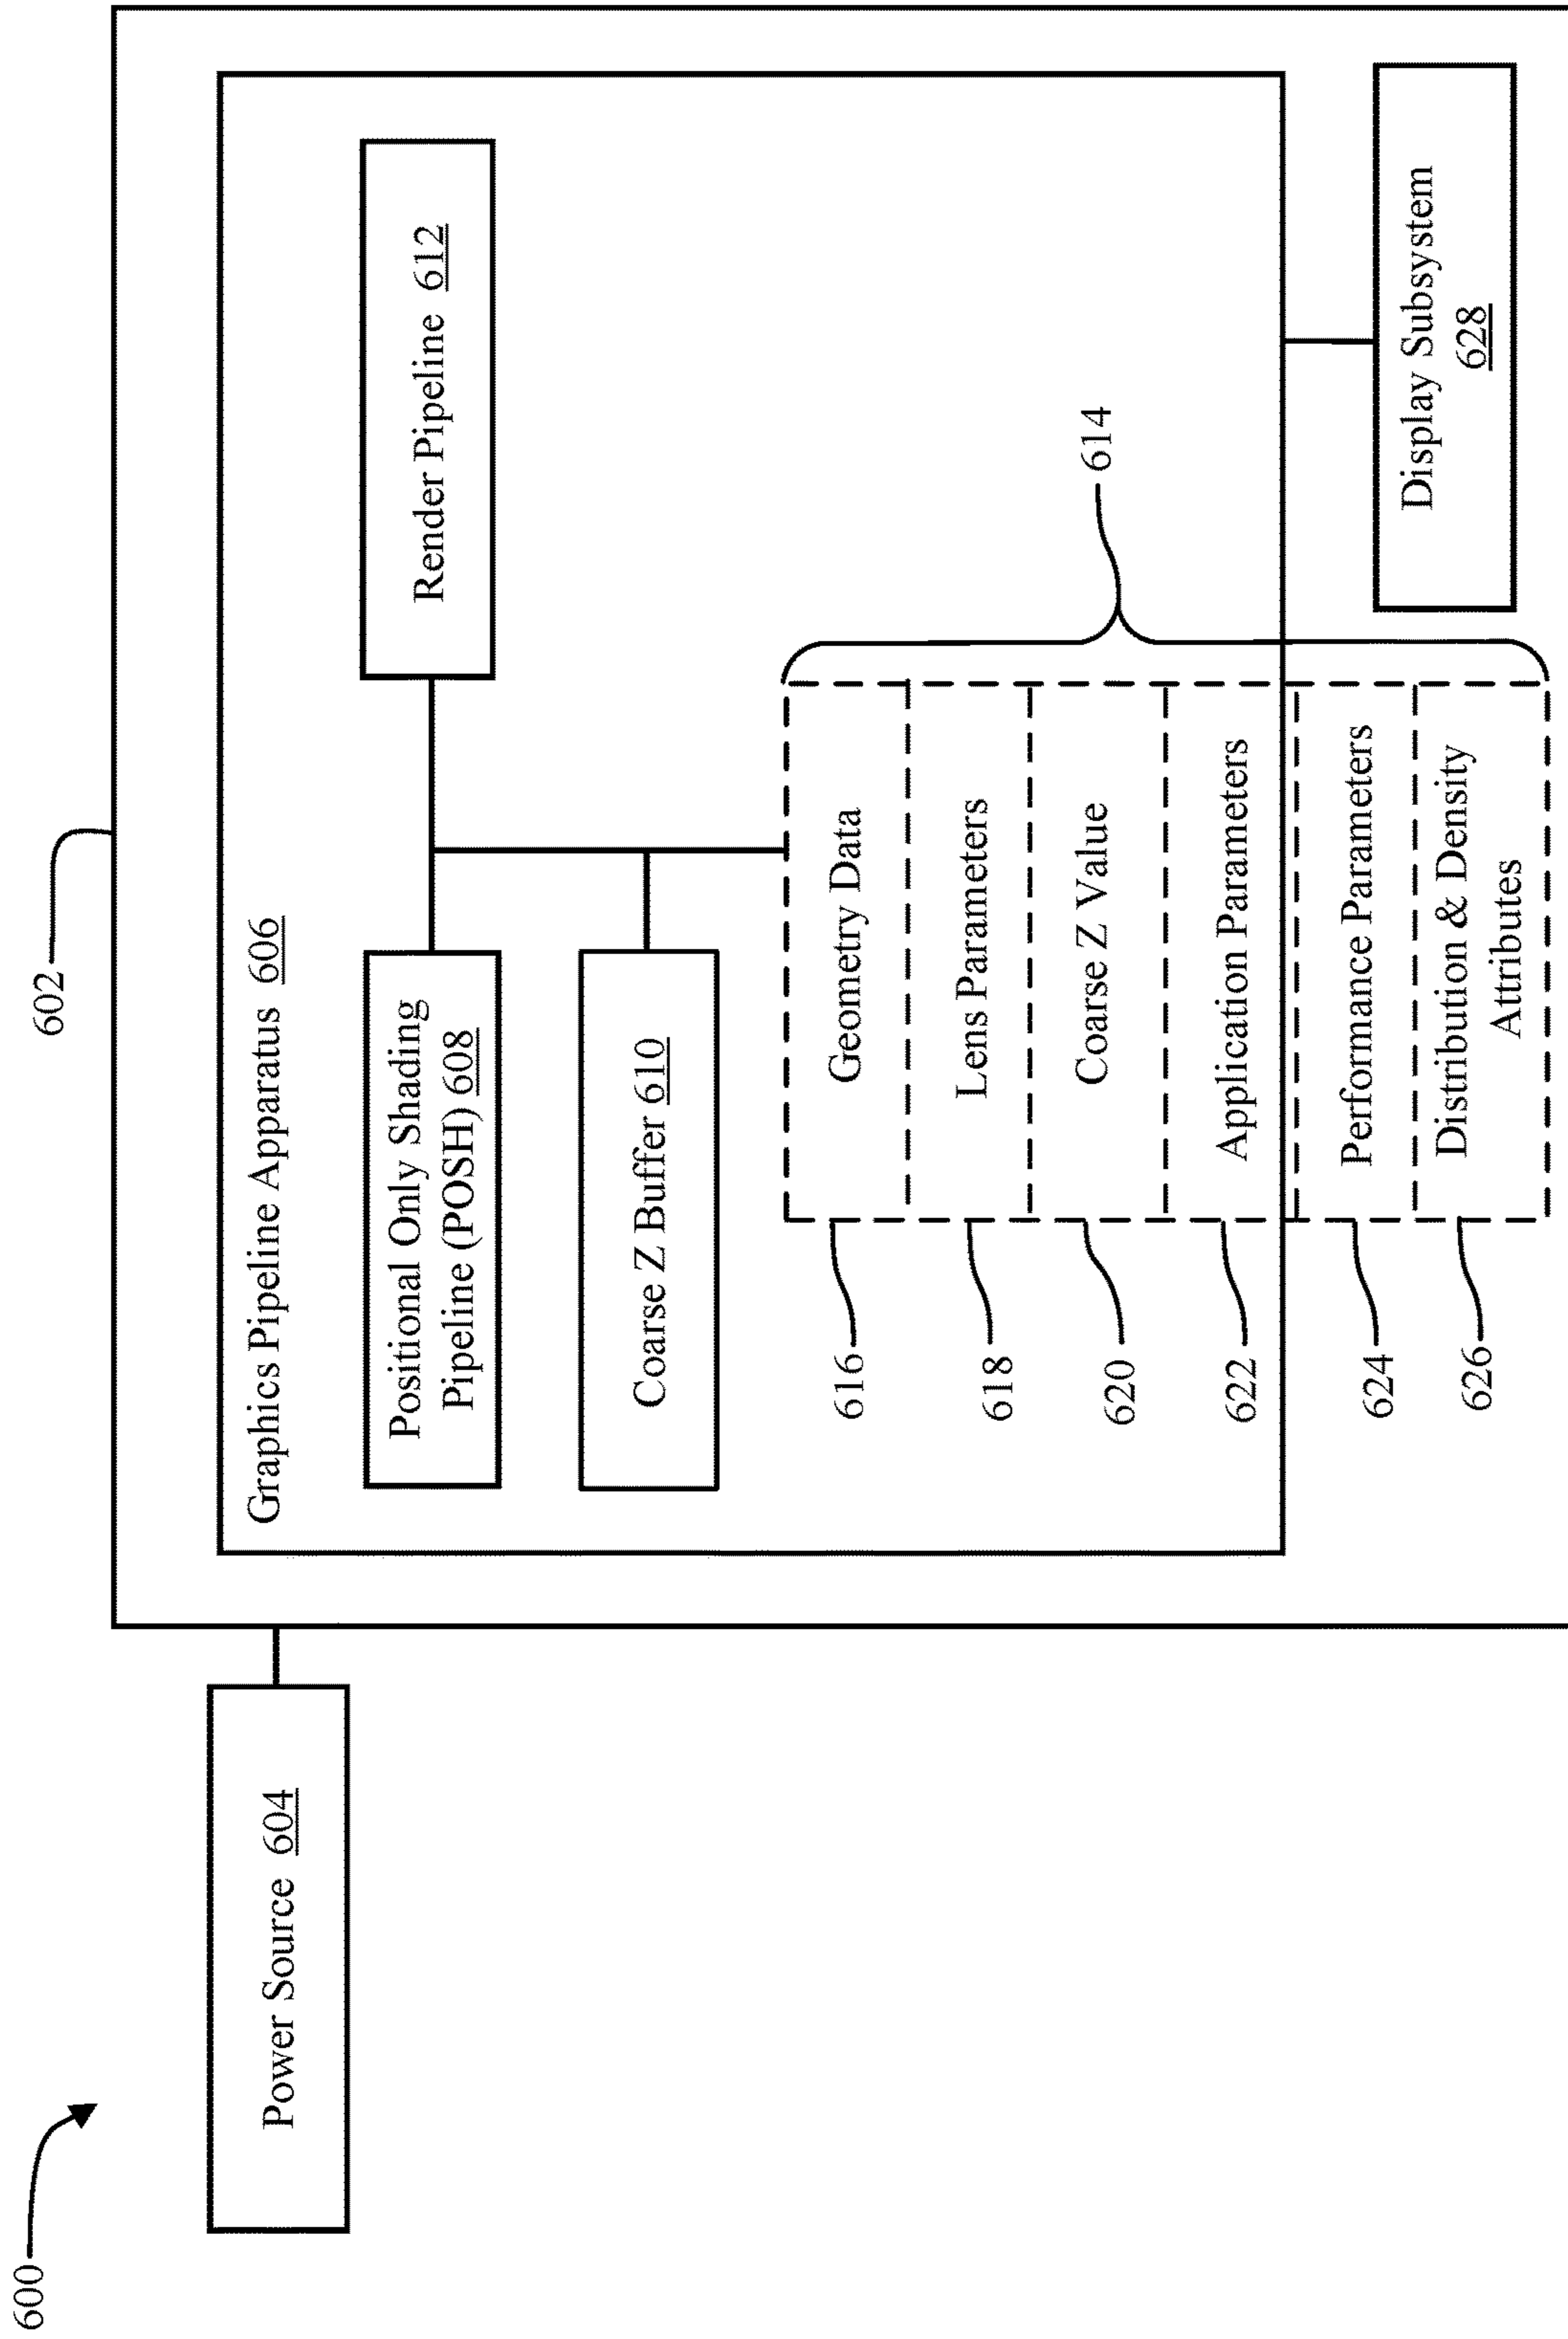 600
602
Power Source 604
Graphics Pipeline Apparatus 606
Positional Only Shading
Pipeline (POSH) 608
Render Pipeline 612
Coarse Z Buffer 610
614
616
Geometry Data
618
Lens Parameters
620
Coarse Z Value
622
Application Parameters
624
Performance Parameters
626
Distribution & Density
Attributes
Display Subsystem
628